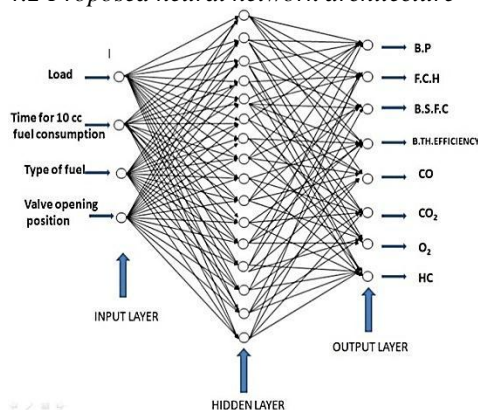 4.2 Proposed neural network architecture
Load
Time for 10 cc
fuel consumption
Type of fuel
Valve opening
position
B.P
F.C.H
B.S.F.C
B.TH.EFFICIENCY
CO
CO₂
O₂
HC
INPUT LAYER
OUTPUT LAYER
HIDDEN LAYER